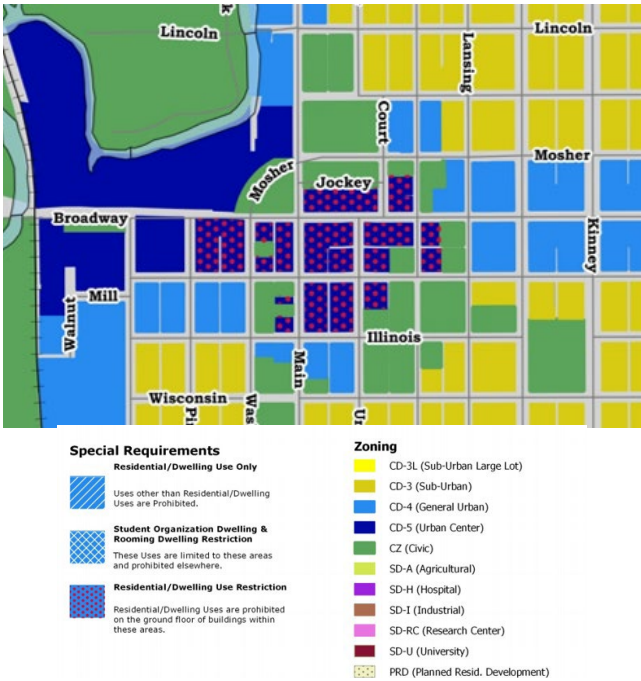 k
Lincoln
Lincoln
Lansing
Court
Mosher
Mosher
Jockey
Broadway
Kinney
Mill
Walnut
Illinois
Main
Wisconsin
Pi
Was
Un
Special Requirements
Residential/Dwelling Use Only
Uses other than Residential/Dwelling
Uses are Prohibited.
Student Organization Dwelling &
Rooming Dwelling Restriction
These Uses are limited to these areas
and prohibited elsewhere.
Residential/Dwelling Use Restriction
Residential/Dwelling Uses are prohibited
on the ground floor of buildings within
these areas.
Zoning
CD-3L (Sub-Urban Large Lot)
CD-3 (Sub-Urban)
CD-4 (General Urban)
CD-5 (Urban Center)
CZ (Civic)
SD-A (Agricultural)
SD-H (Hospital)
SD-I (Industrial)
SD-RC (Research Center)
SD-U (University)
PRD (Planned Resid. Development)